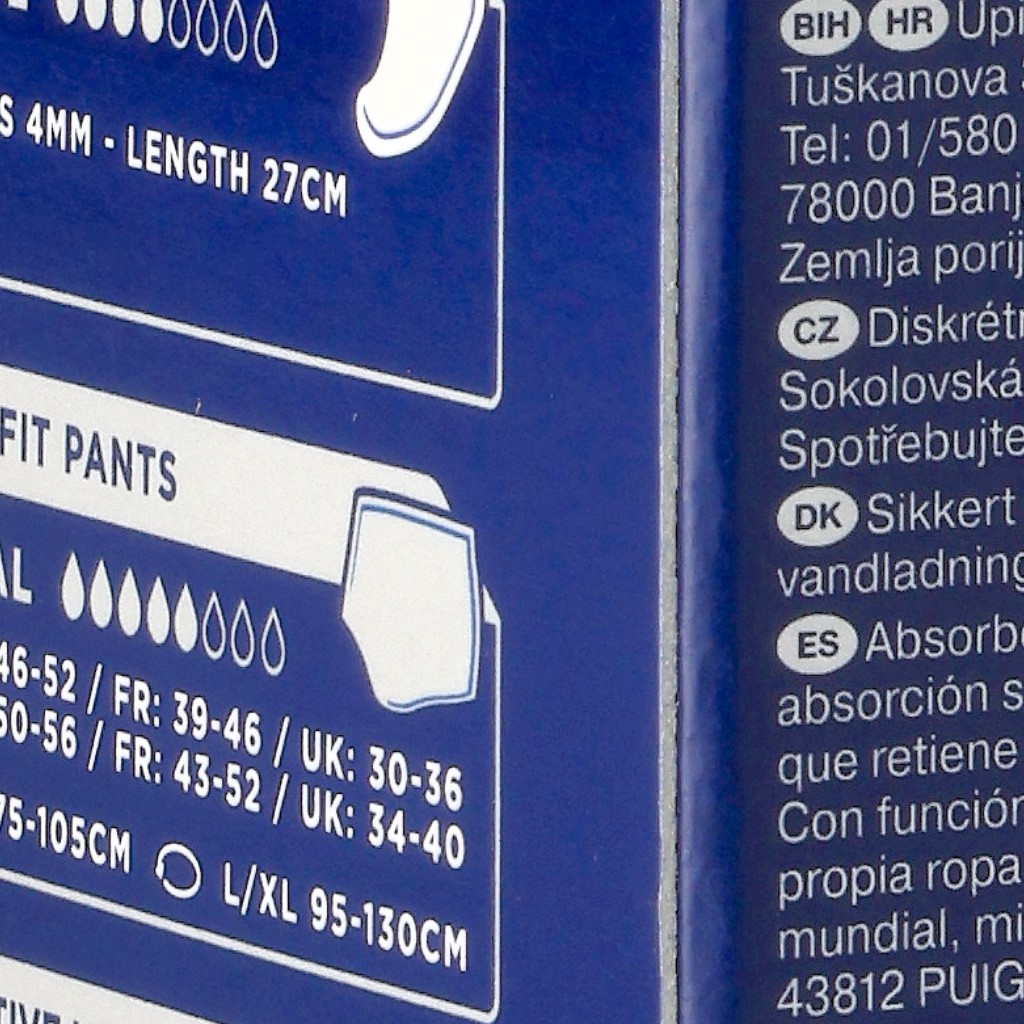 S 4MM - LENGTH 27CM
FIT PANTS
AL
46-52 / FR: 39-46 / UK: 30-36
50-56 / FR: 43-52 / UK: 34-40
75-105CM L/XL 95-130CM
BIH HR Upi
Tuškanova
Tel: 01/580
78000 Banj
Zemlja porij
CZ Diskrétn
Sokolovská
Spotřebujte
DK Sikkert
vandladning
ES Absorbe
absorción s
que retiene
Con función
propia ropa
mundial, mi
43812 PUIG